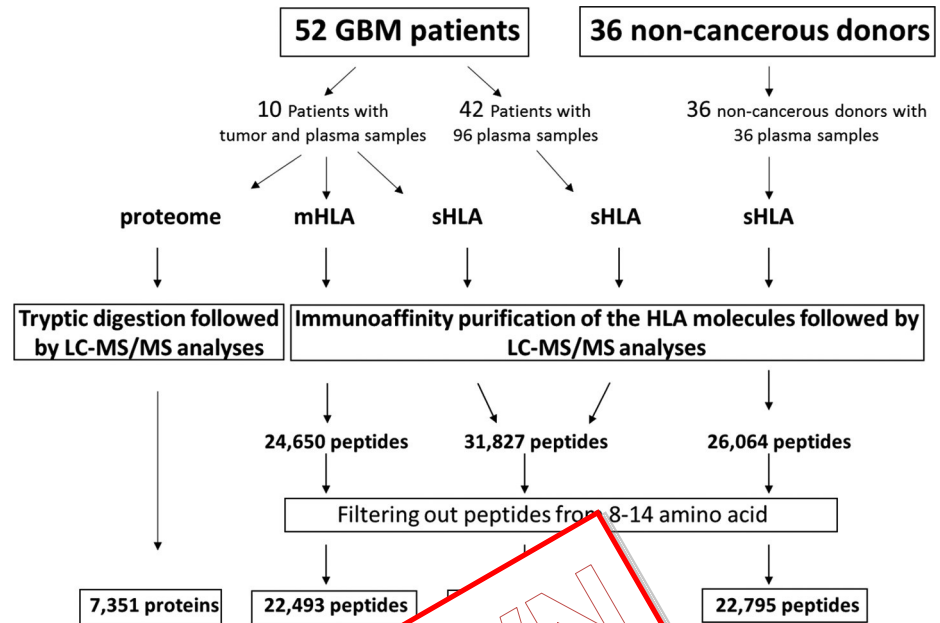 52 GBM patients
36 non-cancerous donors
10 Patients with
tumor and plasma samples
42 Patients with
96 plasma samples
36 non-cancerous donors with
36 plasma samples
proteome
mHLA
sHLA
sHLA
sHLA
Tryptic digestion followed
by LC-MS/MS analyses
Immunoaffinity purification of the HLA molecules followed by
LC-MS/MS analyses
24,650 peptides
31,827 peptides
26,064 peptides
Filtering out peptides from 8-14 amino acid
7,351 proteins
22,493 peptides
22,795 peptides